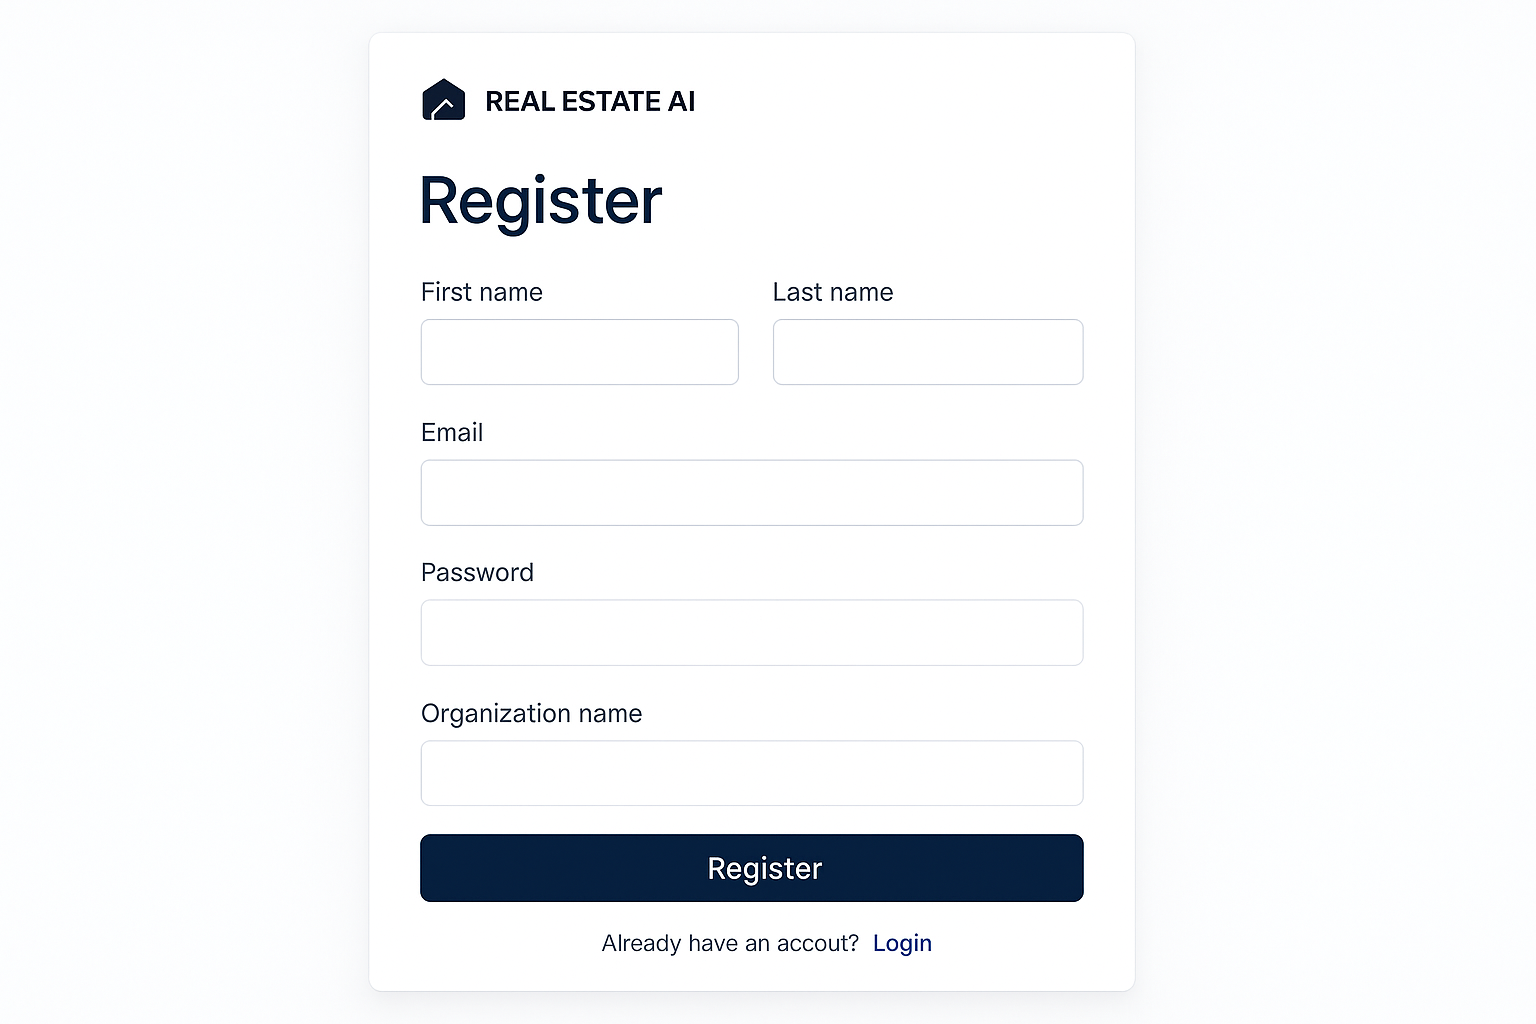 REAL ESTATE AI
Register
First name Last name
Email
Password
Organization name
Register
Already have an accout? Login